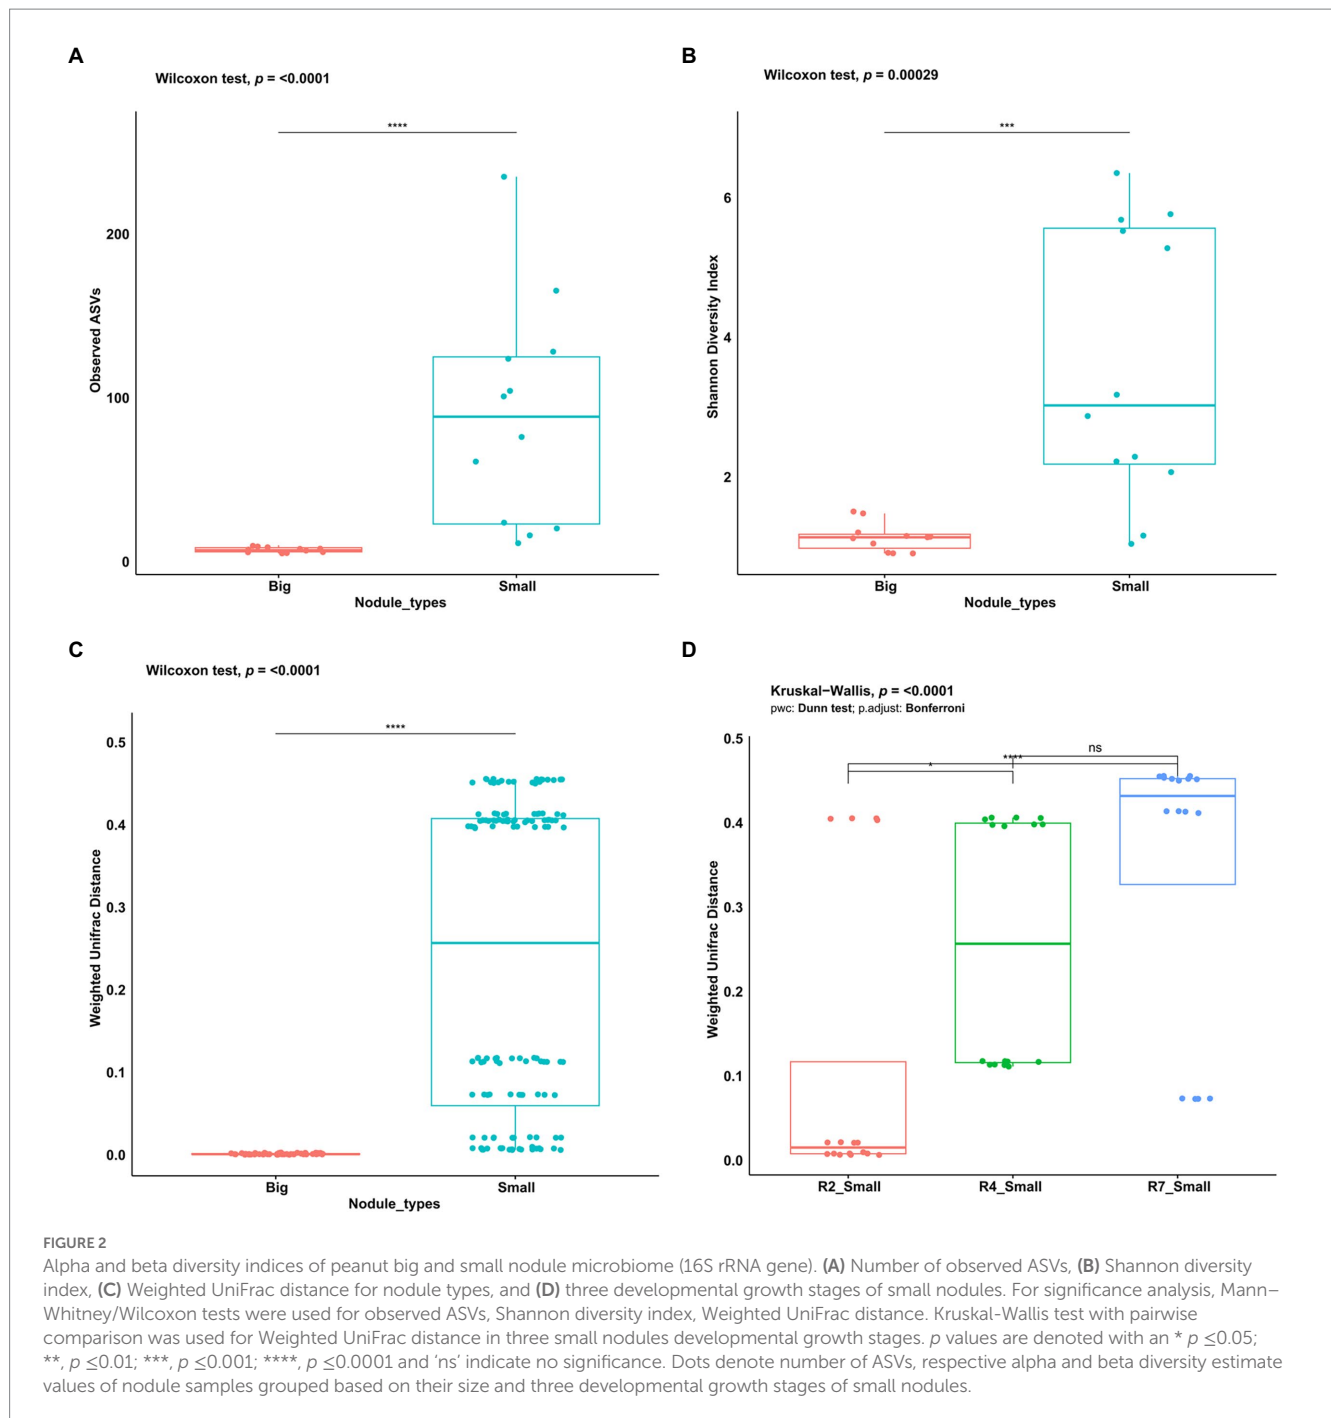 A
Wilcoxon test, p = <0.0001
****
Observed ASVs
200
100
0
Big
Small
Nodule_types
B
Wilcoxon test, p = 0.00029
***
Shannon Diversity Index
6
4
2
Big
Small
Nodule_types
C
Wilcoxon test, p = <0.0001
****
Weighted Unifrac Distance
0.5
0.4
0.3
0.2
0.1
0.0
Big
Small
Nodule_types
D
Kruskal−Wallis, p = <0.0001
pwc: Dunn test; p.adjust: Bonferroni
ns
****
*
Weighted Unifrac Distance
0.5
0.4
0.3
0.2
0.1
0.0
R2_Small
R4_Small
R7_Small
FIGURE 2
Alpha and beta diversity indices of peanut big and small nodule microbiome (16S rRNA gene). (A) Number of observed ASVs, (B) Shannon diversity
index, (C) Weighted UniFrac distance for nodule types, and (D) three developmental growth stages of small nodules. For significance analysis, Mann–
Whitney/Wilcoxon tests were used for observed ASVs, Shannon diversity index, Weighted UniFrac distance. Kruskal-Wallis test with pairwise
comparison was used for Weighted UniFrac distance in three small nodules developmental growth stages. p values are denoted with an * p ≤0.05;
**, p ≤0.01; ***, p ≤0.001; ****, p ≤0.0001 and ‘ns’ indicate no significance. Dots denote number of ASVs, respective alpha and beta diversity estimate
values of nodule samples grouped based on their size and three developmental growth stages of small nodules.